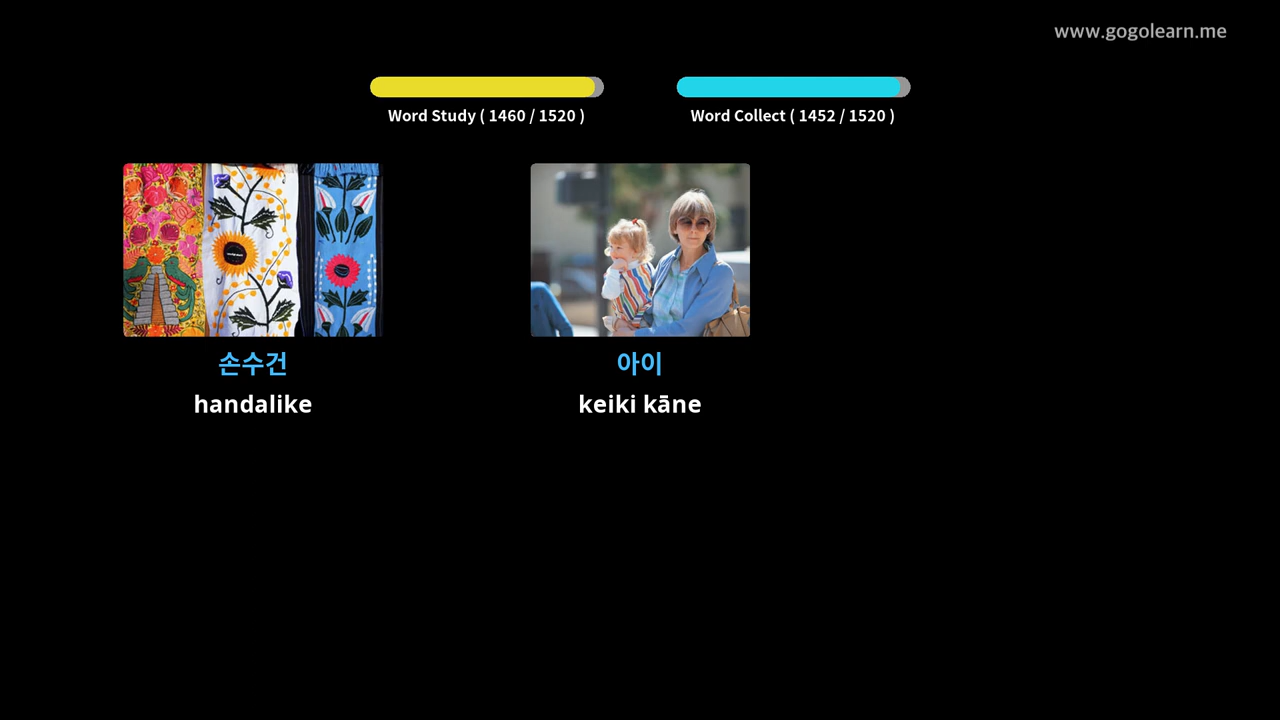 www.gogolearn.me
Word Study ( 1460 / 1520 )
Word Collect ( 1452 / 1520 )
손수건
handalike
아이
keiki kāne